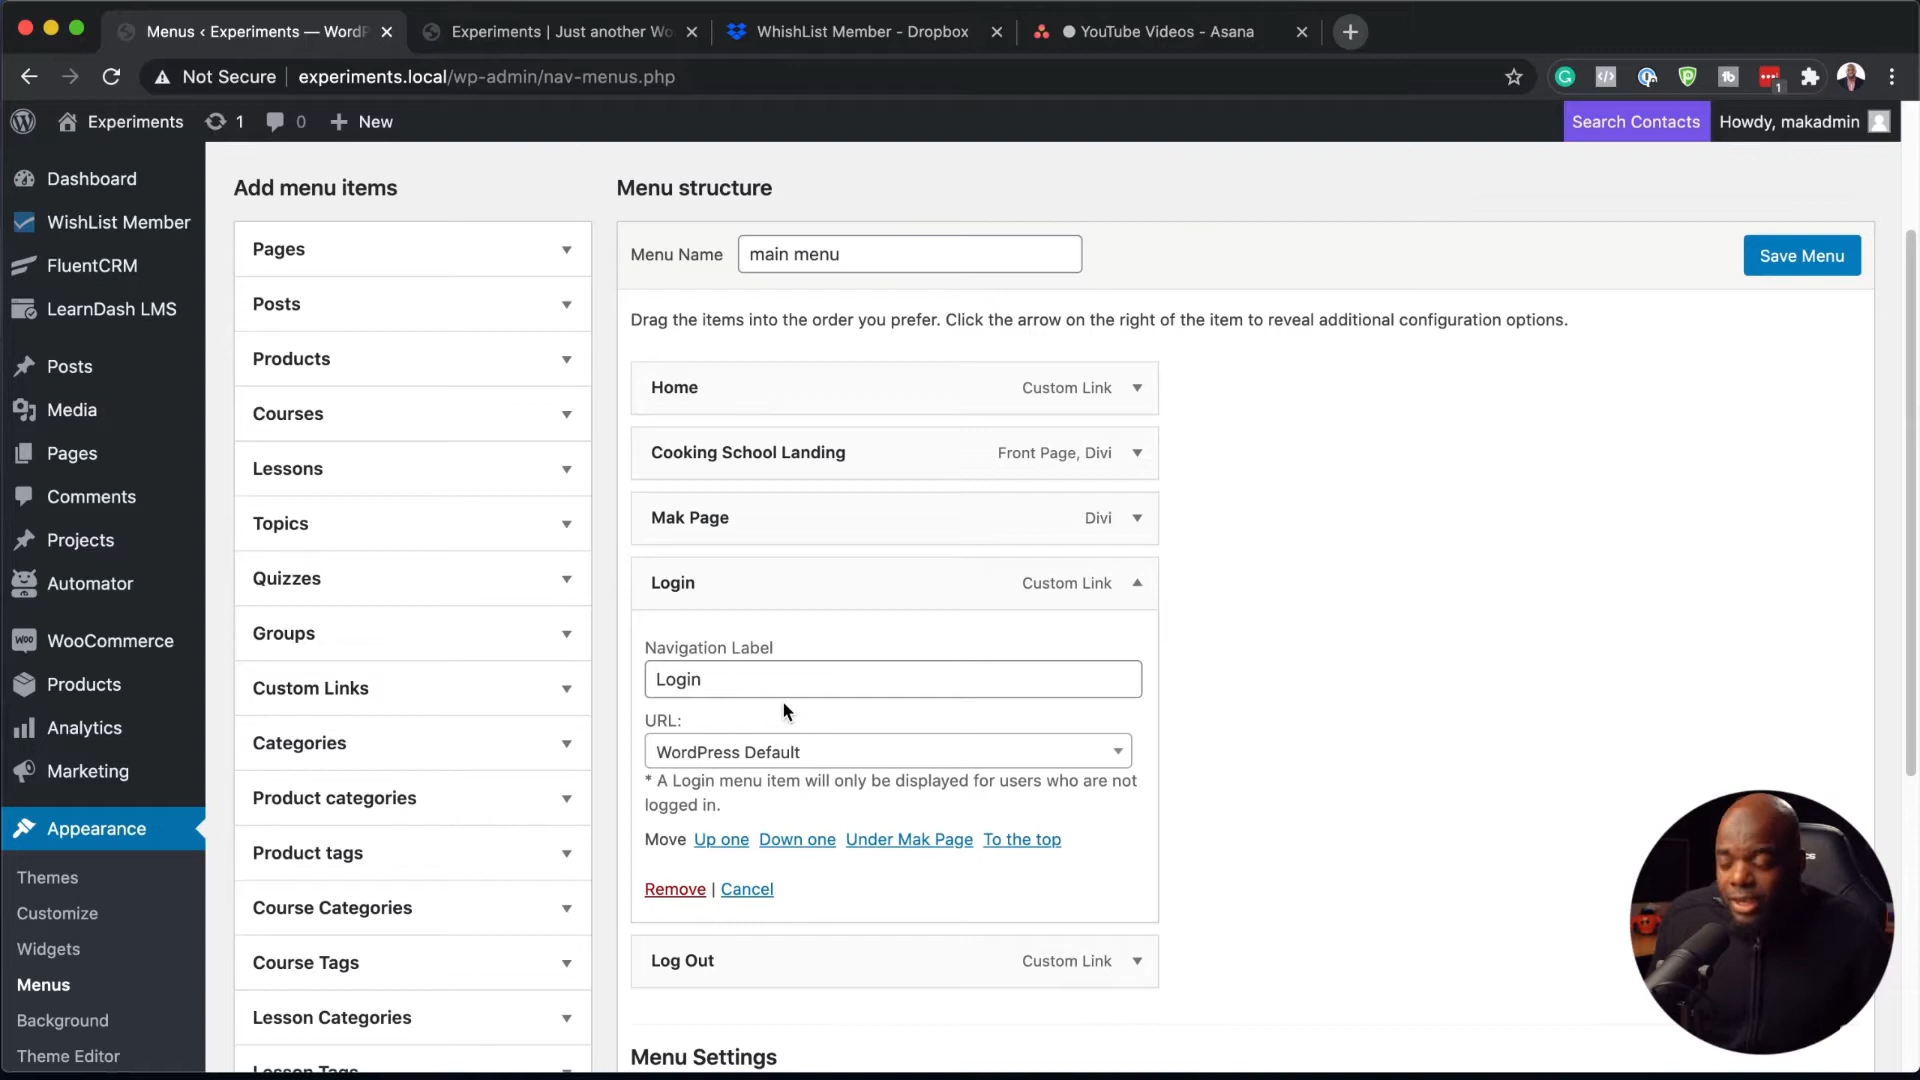 Menus ‹ Experiments — WordP
Experiments | Just another Wo
WhishList Member - Dropbox
YouTube Videos - Asana
Not Secure
experiments.local/wp-admin/nav-menus.php
1
Experiments
1
0
New
Search Contacts
Howdy, makadmin
Dashboard
WishList Member
FluentCRM
LearnDash LMS
Posts
Media
Pages
Comments
Projects
Automator
WooCommerce
Products
Analytics
Marketing
Appearance
Themes
Customize
Widgets
Menus
Background
Theme Editor
Add menu items
Pages
Posts
Products
Courses
Lessons
Topics
Quizzes
Groups
Custom Links
Categories
Product categories
Product tags
Course Categories
Course Tags
Lesson Categories
Lesson Tags
Menu structure
Menu Name
main menu
Save Menu
Drag the items into the order you prefer. Click the arrow on the right of the item to reveal additional configuration options.
Home
Custom Link
Cooking School Landing
Front Page, Divi
Mak Page
Divi
Login
Custom Link
Navigation Label
Login
URL:
WordPress Default
* A Login menu item will only be displayed for users who are not
logged in.
Move Up one Down one Under Mak Page To the top
Remove | Cancel
Log Out
Custom Link
Menu Settings